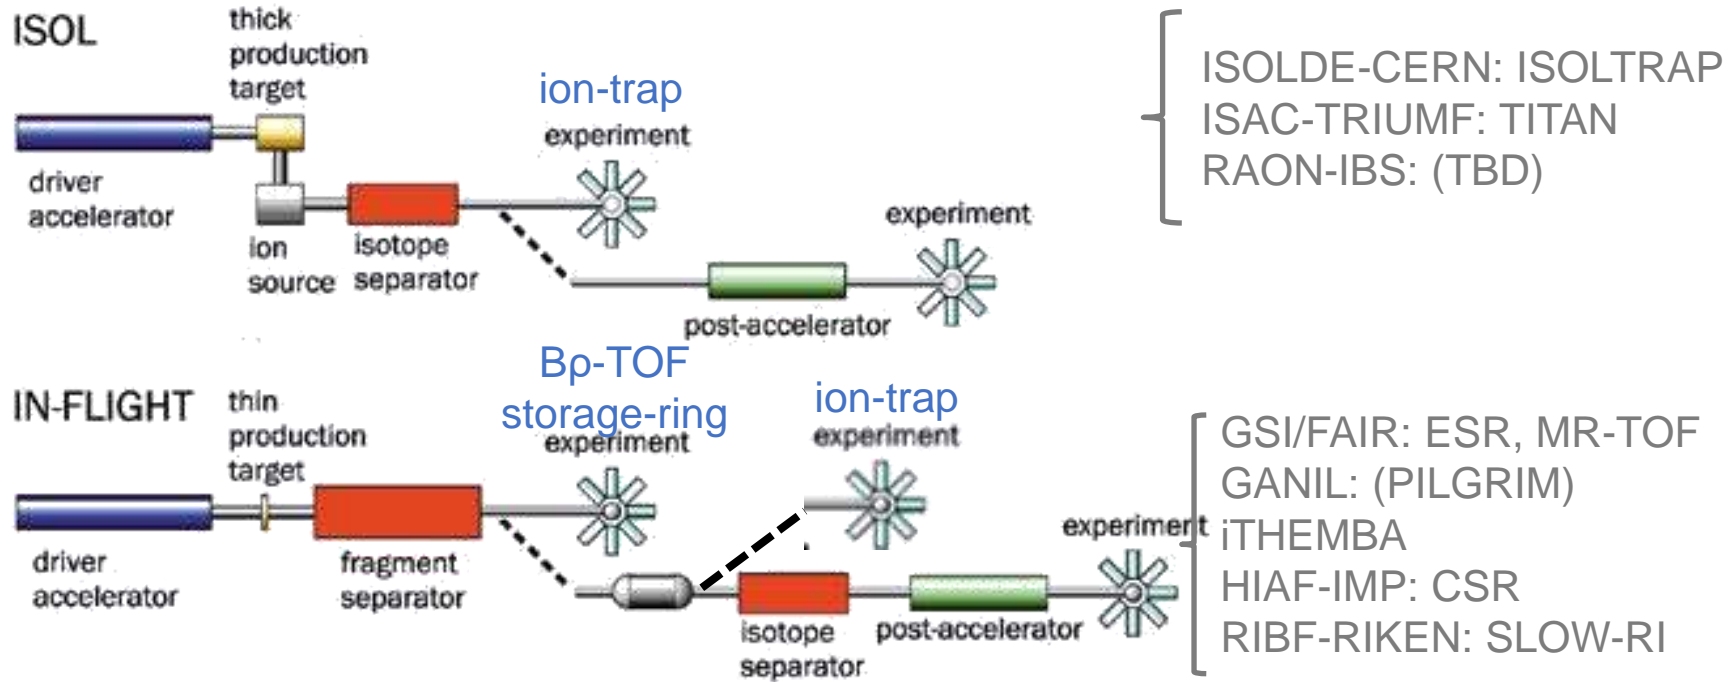 ISOL
thick
production
target
driver
accelerator
ion
source
isotope
separator
ion-trap
experiment
post-accelerator
experiment
ISOLDE-CERN: ISOLTRAP
ISAC-TRIUMF: TITAN
RAON-IBS: (TBD)
IN-FLIGHT
thin
production
target
driver
accelerator
fragment
separator
Bρ-TOF
storage-ring
experiment
ion-trap
experiment
isotope
separator
post-accelerator
experiment
GSI/FAIR: ESR, MR-TOF
GANIL: (PILGRIM)
iTHEMBA
HIAF-IMP: CSR
RIBF-RIKEN: SLOW-RI